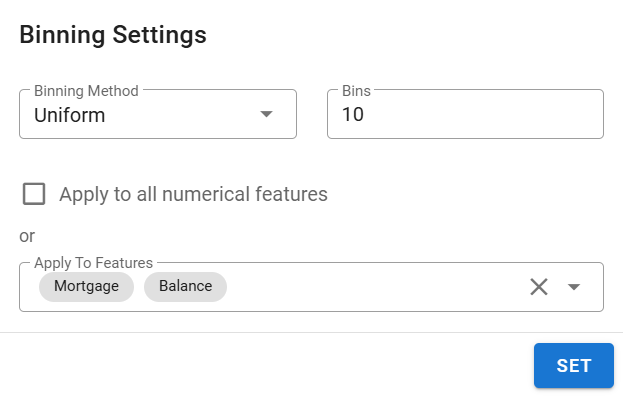 Binning Settings
Binning Method
Uniform
Bins
10
Apply to all numerical features
or
Apply To Features
Mortgage Balance
SET